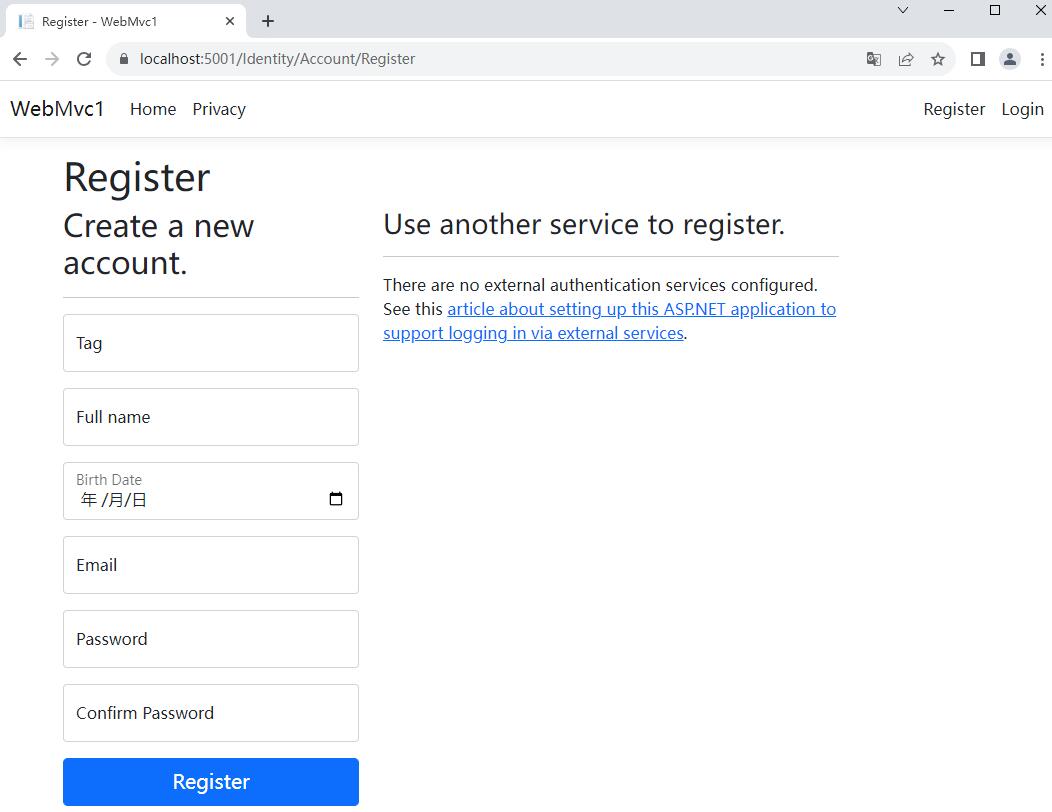 Register - WebMvc1
localhost:5001/Identity/Account/Register
WebMvc1 Home Privacy Register Login
Register
Create a new
account.
Tag
Full name
Birth Date
年 /月/日
Email
Password
Confirm Password
Register
Use another service to register.
There are no external authentication services configured.
See this article about setting up this ASP.NET application to
support logging in via external services.